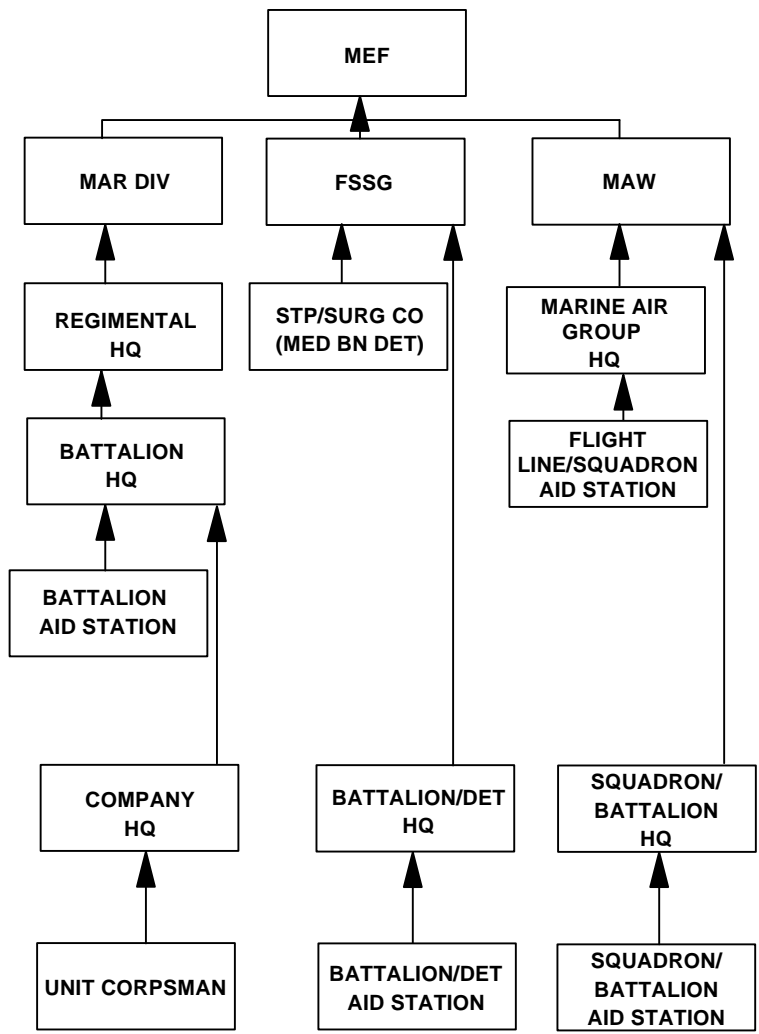 MEF
MAR DIV
FSSG
MAW
REGIMENTAL
HQ
STP/SURG CO
(MED BN DET)
MARINE AIR
GROUP
HQ
BATTALION
HQ
FLIGHT
LINE/SQUADRON
AID STATION
BATTALION
AID STATION
COMPANY
HQ
BATTALION/DET
HQ
SQUADRON/
BATTALION
HQ
UNIT CORPSMAN
BATTALION/DET
AID STATION
SQUADRON/
BATTALION
AID STATION